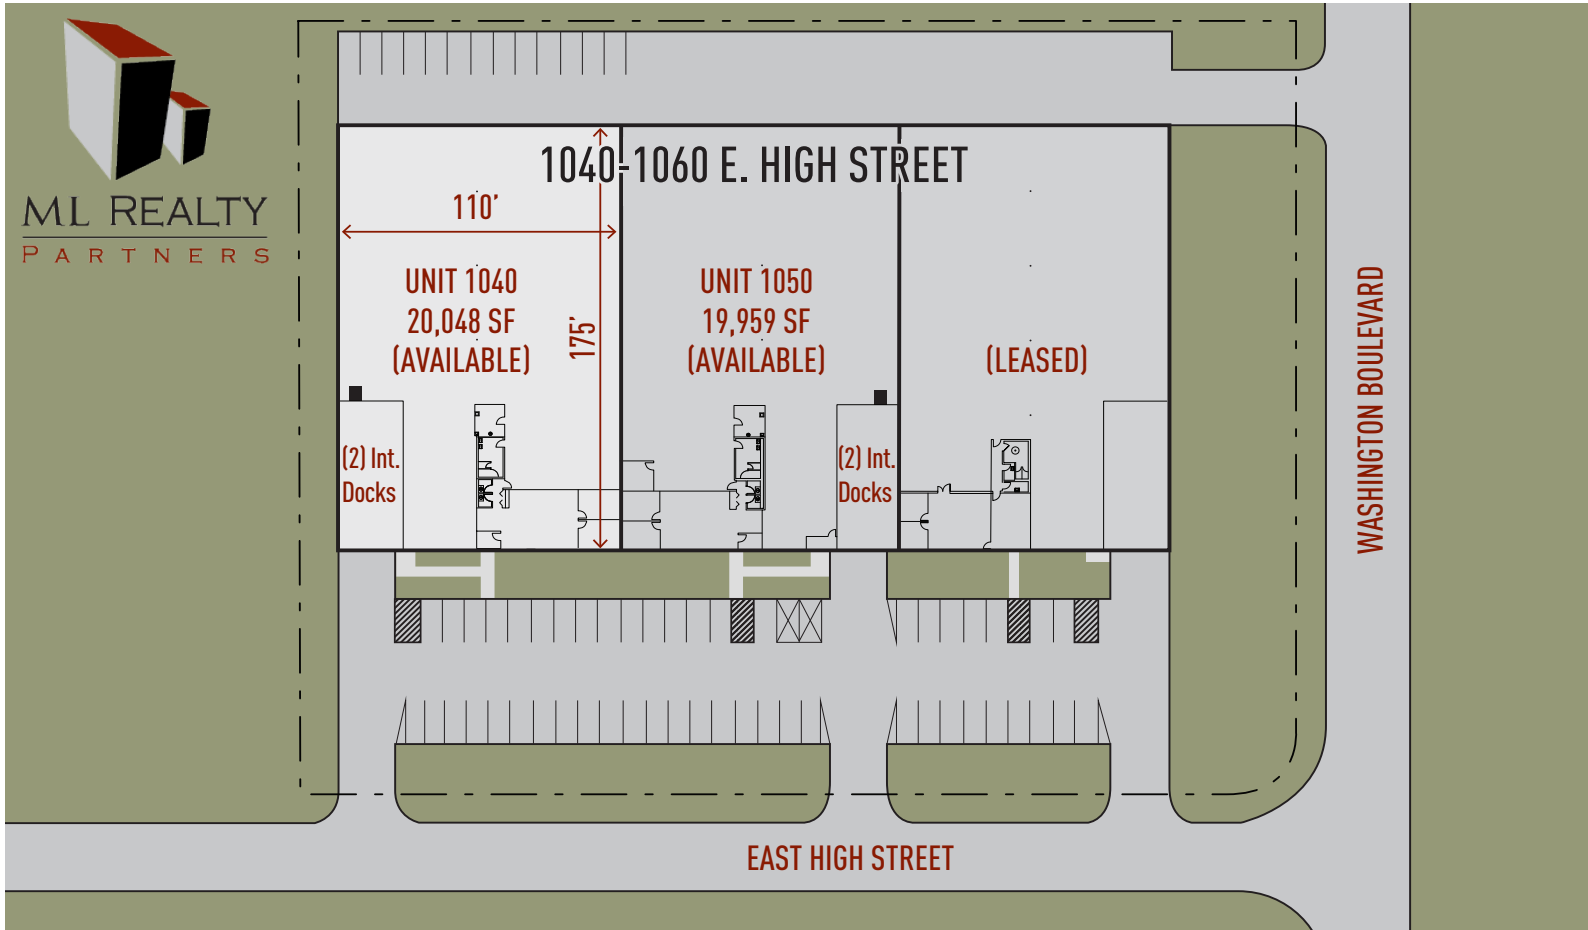 ML REALTY
PARTNERS
1040-1060 E. HIGH STREET
110'
175'
UNIT 1040
20,048 SF
(AVAILABLE)
UNIT 1050
19,959 SF
(AVAILABLE)
(LEASED)
(2) Int.
Docks
(2) Int.
Docks
WASHINGTON BOULEVARD
EAST HIGH STREET